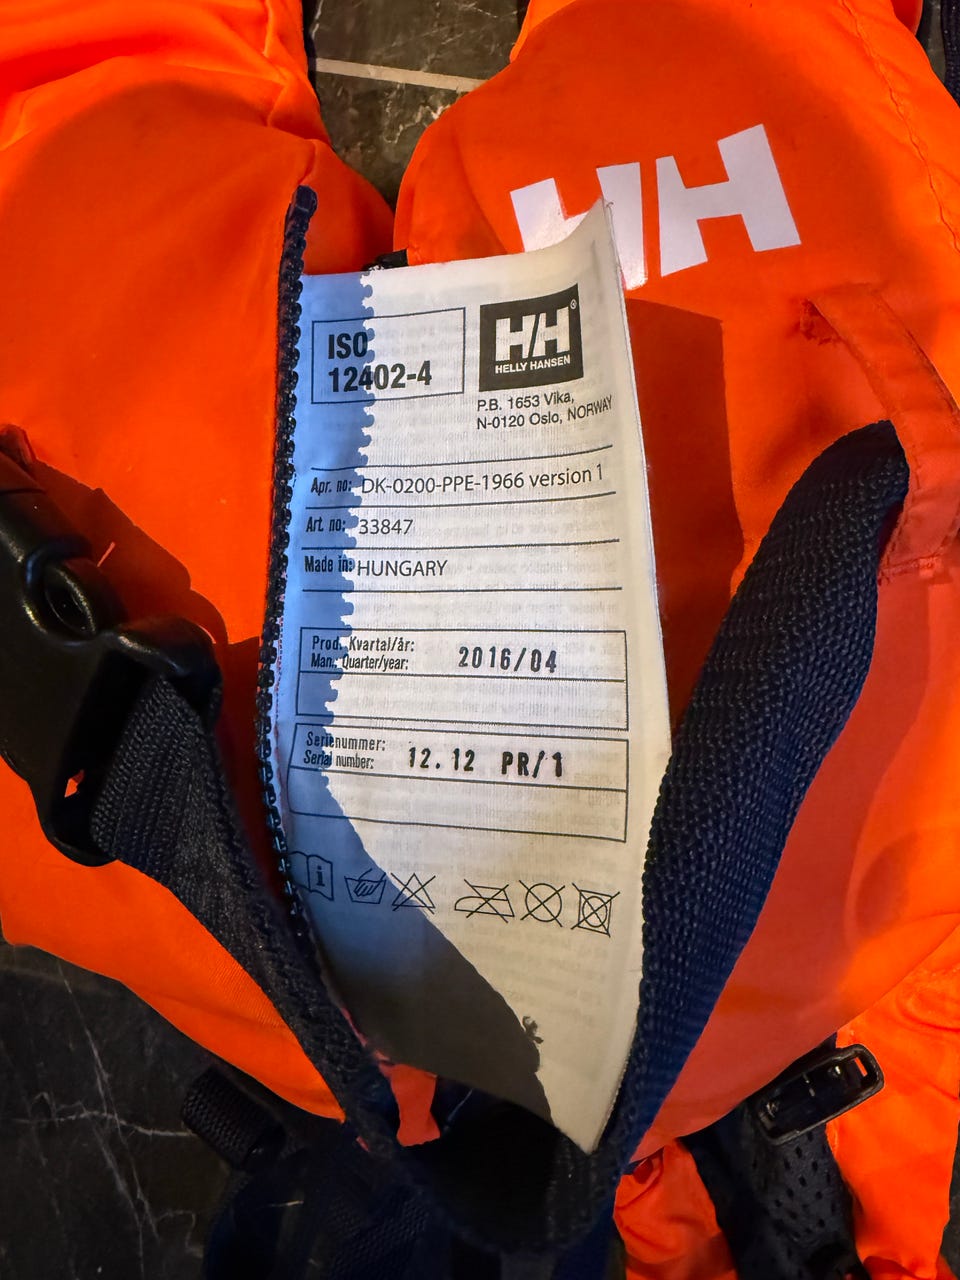 HH
ISO
12402-4
HH®
HELLY HANSEN
P.B. 1653 Vika,
N-0120 Oslo, NORWAY
Apr. no: DK-0200-PPE-1966 version 1
Art. no: 33847
Made in: HUNGARY
Prod. Kvartal/år:
Man.: Quarter/year: 2016/04
Serienummer:
Serial number: 12.12 PR/1
i